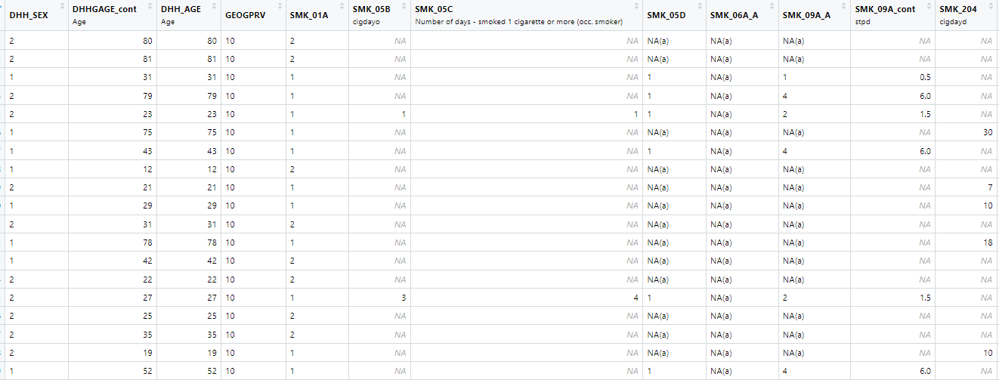 DHH_SEX DHHGAGE_cont DHH_AGE GEOGPRV SMK_01A SMK_05B SMK_05C SMK_05D SMK_06A_A SMK_09A_A SMK_09A_cont SMK_204
Age Age cigdayo Number of days - smoked 1 cigarette or more (occ. smoker) stpd cigdayd
2 80 80 10 2 NA NA NA(a) NA(a) NA(a) NA NA
2 81 81 10 2 NA NA NA(a) NA(a) NA(a) NA NA
1 31 31 10 1 NA NA 1 NA(a) 1 0.5 NA
2 79 79 10 1 NA NA 1 NA(a) 4 6.0 NA
2 23 23 10 1 1 1 1 NA(a) 2 1.5 NA
1 75 75 10 1 NA NA NA(a) NA(a) NA(a) NA 30
1 43 43 10 1 NA NA 1 NA(a) 4 6.0 NA
1 12 12 10 2 NA NA NA(a) NA(a) NA(a) NA NA
2 21 21 10 1 NA NA NA(a) NA(a) NA(a) NA 7
1 29 29 10 1 NA NA NA(a) NA(a) NA(a) NA 10
2 31 31 10 2 NA NA NA(a) NA(a) NA(a) NA NA
1 78 78 10 1 NA NA NA(a) NA(a) NA(a) NA 18
1 42 42 10 2 NA NA NA(a) NA(a) NA(a) NA NA
2 22 22 10 2 NA NA NA(a) NA(a) NA(a) NA NA
2 27 27 10 1 3 4 1 NA(a) 2 1.5 NA
2 25 25 10 2 NA NA NA(a) NA(a) NA(a) NA NA
2 35 35 10 2 NA NA NA(a) NA(a) NA(a) NA NA
2 19 19 10 1 NA NA NA(a) NA(a) NA(a) NA 10
1 52 52 10 1 NA NA 1 NA(a) 4 6.0 NA